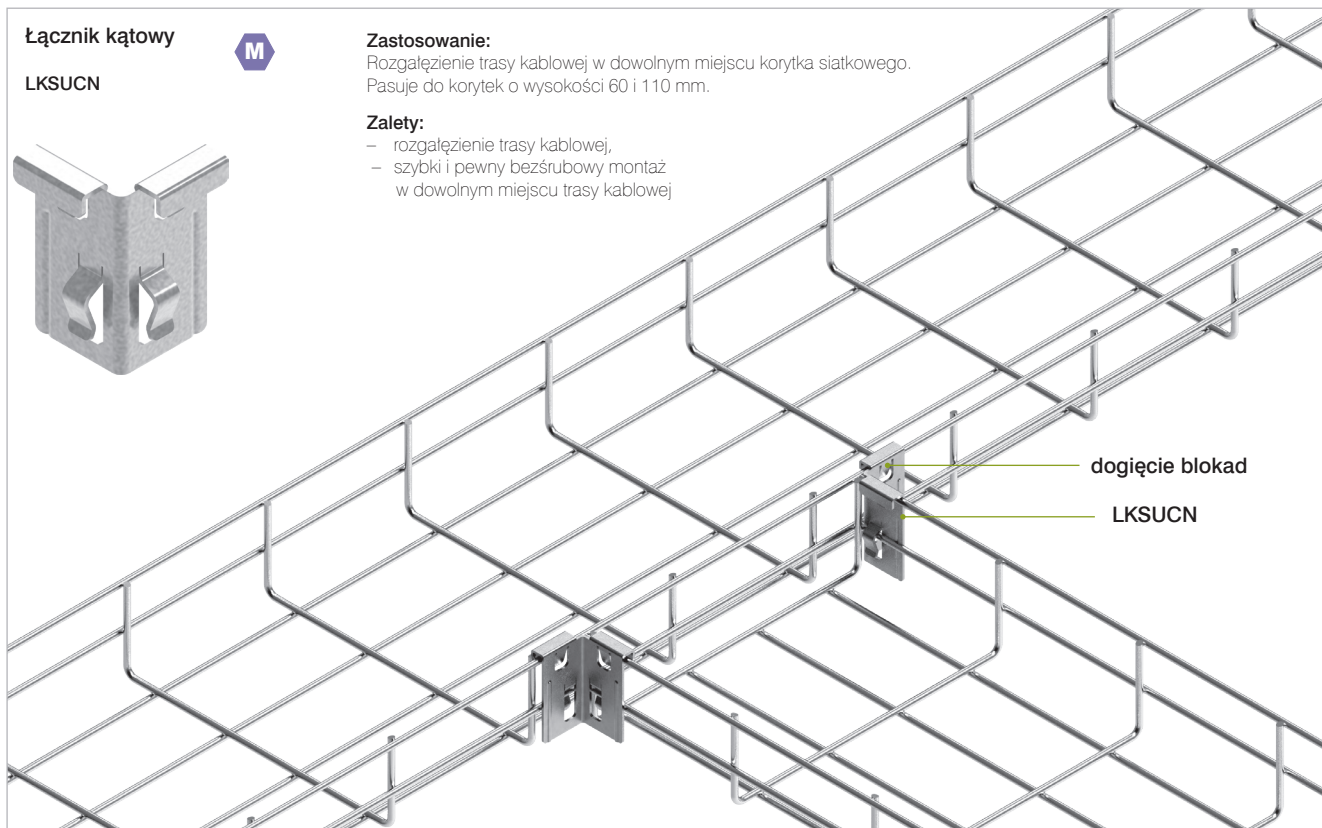 Łącznik kątowy
M
LKSUCN
Zastosowanie:
Rozgałęzienie trasy kablowej w dowolnym miejscu korytka siatkowego.
Pasuje do korytek o wysokości 60 i 110 mm.
Zalety:
– rozgałęzienie trasy kablowej,
– szybki i pewny bezśrubowy montaż
w dowolnym miejscu trasy kablowej
dogięcie blokad
LKSUCN